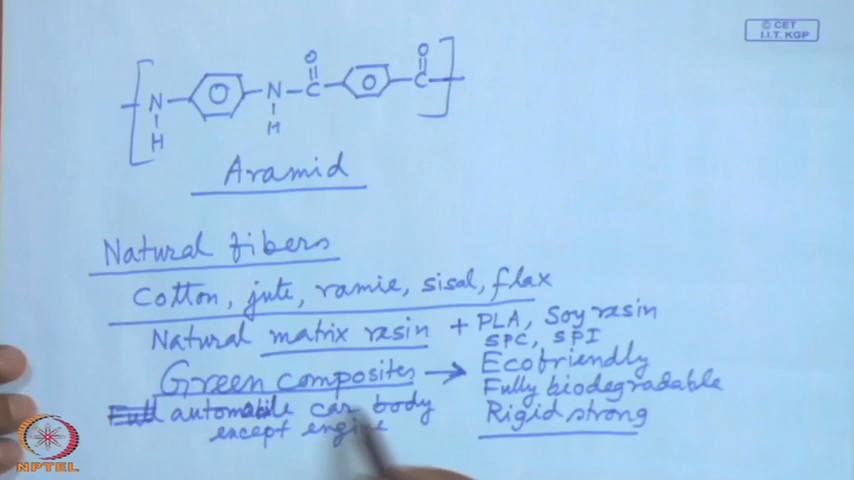 © CET
I.I.T. KGP
O O
N N C C
H H
Aramid
Natural fibers
Cotton, jute, ramie, sisal, flax
Natural matrix resin + PLA, Soy resin
SPC, SPI
Green composites → Ecofriendly
Fully biodegradable
automobile car body Rigid strong
except engine
NPTEL